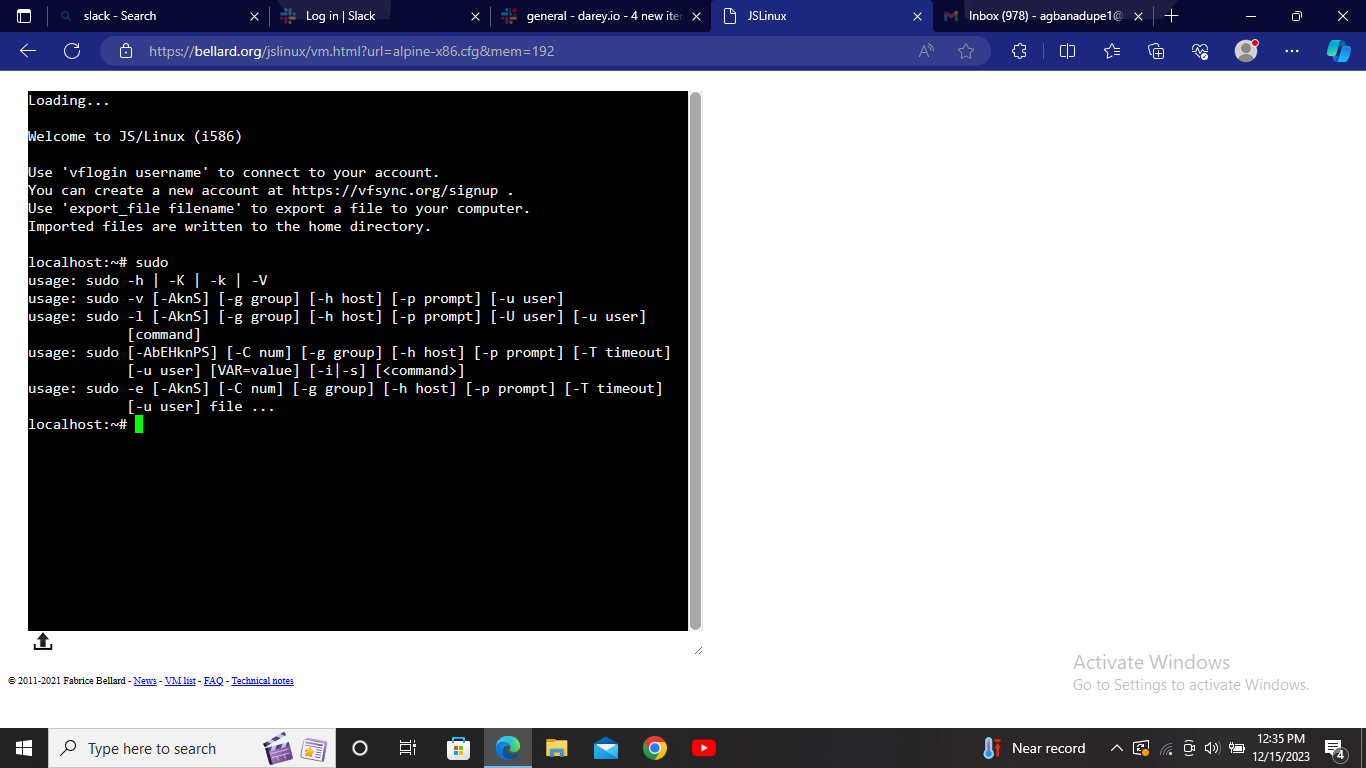 slack - Search
Log in | Slack
general - darey.io - 4 new iter
JSLinux
Inbox (978) - agbanadupe1@
https://bellard.org/jslinux/vm.html?url=alpine-x86.cfg&mem=192
Loading...
Welcome to JS/Linux (i586)
Use 'vflogin username' to connect to your account.
You can create a new account at https://vfsync.org/signup .
Use 'export_file filename' to export a file to your computer.
Imported files are written to the home directory.
localhost:~# sudo
usage: sudo -h | -K | -k | -V
usage: sudo -v [-AknS] [-g group] [-h host] [-p prompt] [-u user]
usage: sudo -l [-AknS] [-g group] [-h host] [-p prompt] [-U user] [-u user]
[command]
usage: sudo [-AbEHknPS] [-C num] [-g group] [-h host] [-p prompt] [-T timeout]
[-u user] [VAR=value] [-i|-s] [<command>]
usage: sudo -e [-AknS] [-C num] [-g group] [-h host] [-p prompt] [-T timeout]
[-u user] file ...
localhost:~#
© 2011-2021 Fabrice Bellard - News - VM list - FAQ - Technical notes
Activate Windows
Go to Settings to activate Windows.
Type here to search
Near record
12:35 PM
12/15/2023
4